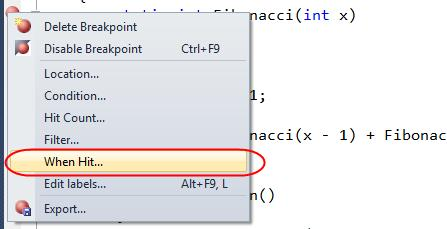 Fibonacci(int x)
Delete Breakpoint
Disable Breakpoint Ctrl+F9
Location...
Condition...
1;
Hit Count...
Filter...
nacci(x - 1) + Fibonac
When Hit...
Edit labels... Alt+F9, L
n()
Export...